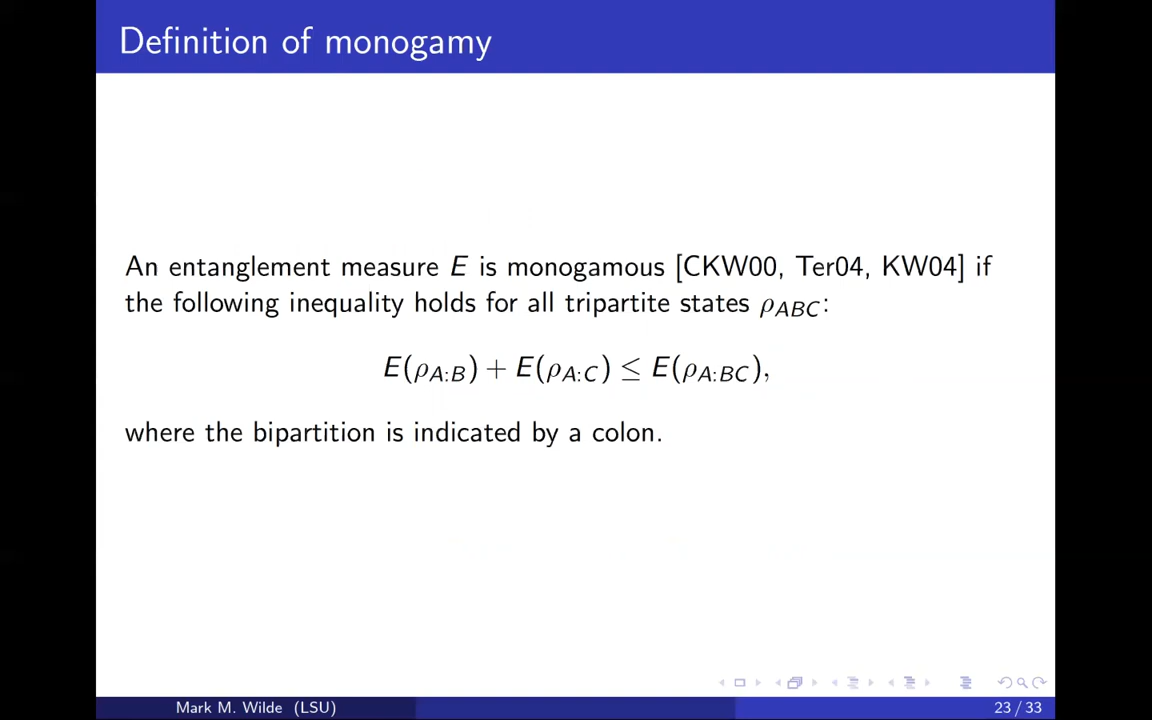 Definition of monogamy
An entanglement measure E is monogamous [CKW00, Ter04, KW04] if
the following inequality holds for all tripartite states ρ_ABC:
E(ρ_A:B) + E(ρ_A:C) ≤ E(ρ_A:BC),
where the bipartition is indicated by a colon.
Mark M. Wilde (LSU)
23 / 33